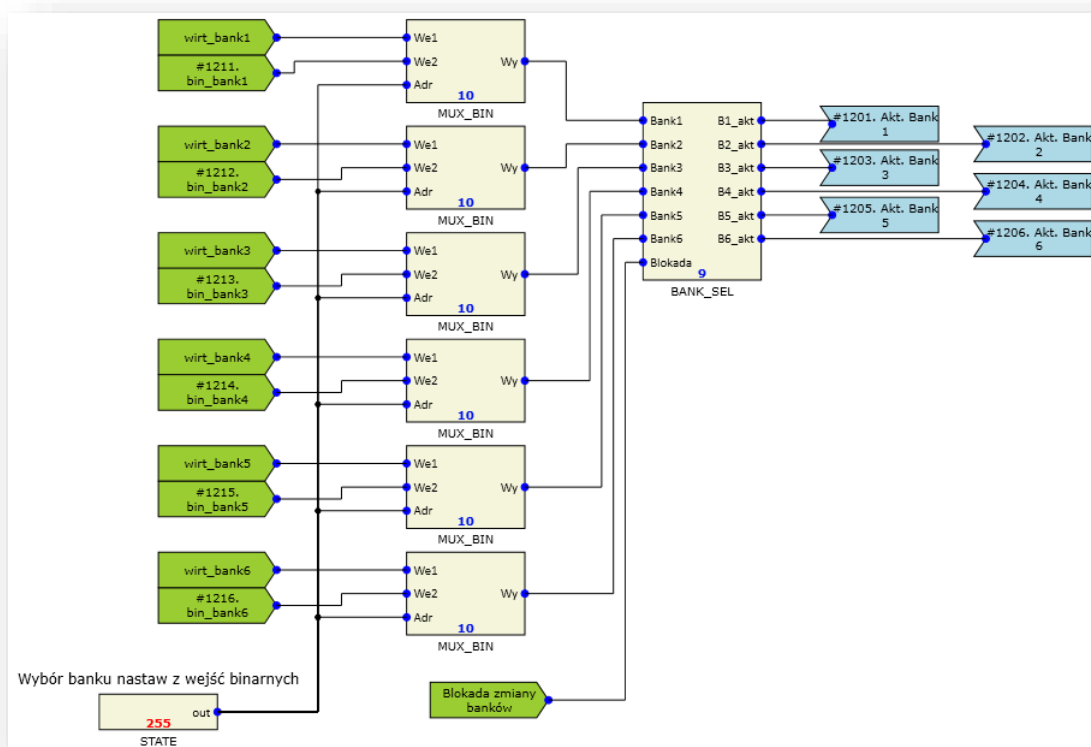 wirt_bank1
#1211.
bin_bank1
We1
We2
Adr
Wy
10
MUX_BIN
wirt_bank2
#1212.
bin_bank2
We1
We2
Adr
Wy
10
MUX_BIN
wirt_bank3
#1213.
bin_bank3
We1
We2
Adr
Wy
10
MUX_BIN
wirt_bank4
#1214.
bin_bank4
We1
We2
Adr
Wy
10
MUX_BIN
wirt_bank5
#1215.
bin_bank5
We1
We2
Adr
Wy
10
MUX_BIN
wirt_bank6
#1216.
bin_bank6
We1
We2
Adr
Wy
10
MUX_BIN
Bank1 B1_akt
Bank2 B2_akt
Bank3 B3_akt
Bank4 B4_akt
Bank5 B5_akt
Bank6 B6_akt
Blokada
9
BANK_SEL
#1201. Akt. Bank
1
#1202. Akt. Bank
2
#1203. Akt. Bank
3
#1204. Akt. Bank
4
#1205. Akt. Bank
5
#1206. Akt. Bank
6
Wybór banku nastaw z wejść binarnych
out
255
STATE
Blokada zmiany
banków